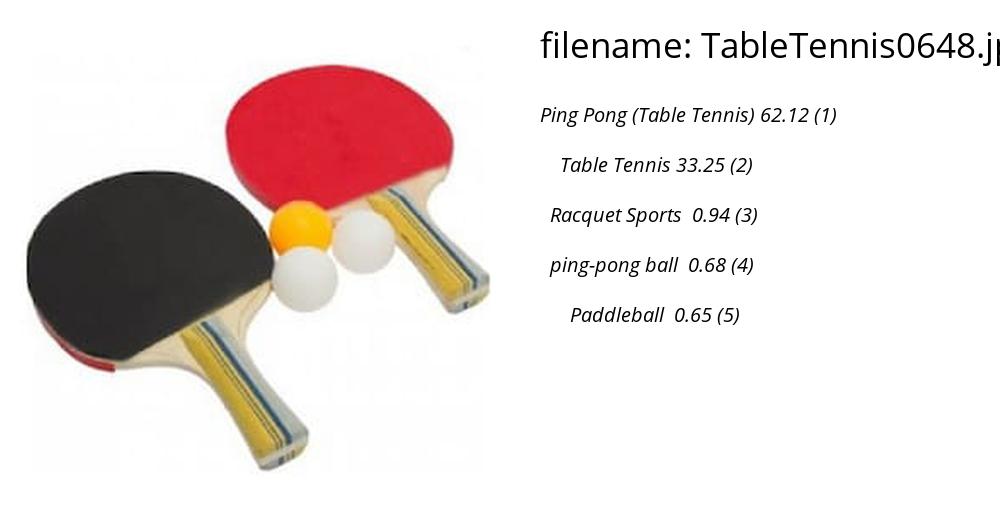 filename: TableTennis0648.jp
Ping Pong (Table Tennis) 62.12 (1)
Table Tennis 33.25 (2)
Racquet Sports 0.94 (3)
ping-pong ball 0.68 (4)
Paddleball 0.65 (5)